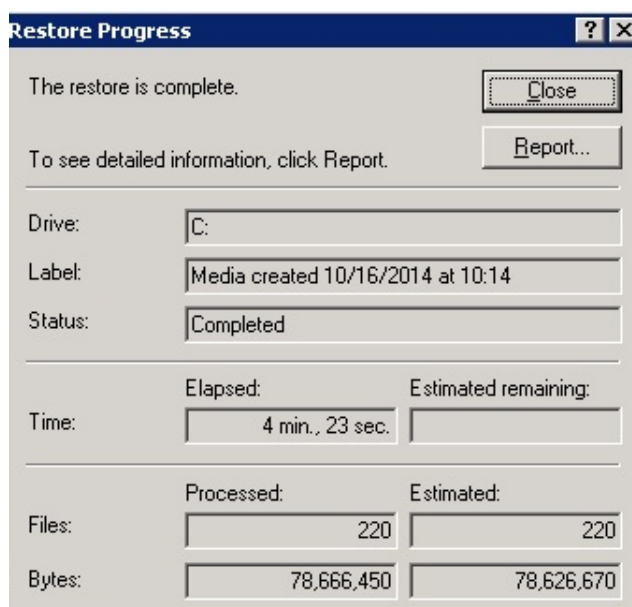 Restore Progress ? X
The restore is complete. Close
To see detailed information, click Report. Report...
Drive: C:
Label: Media created 10/16/2014 at 10:14
Status: Completed
Elapsed: Estimated remaining:
Time: 4 min., 23 sec.
Processed: Estimated:
Files: 220 220
Bytes: 78,666,450 78,626,670